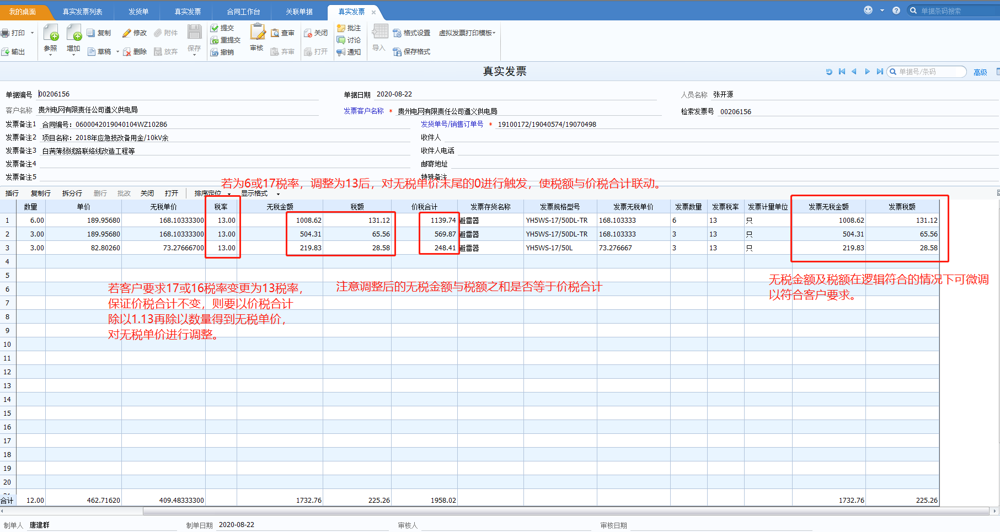 我的桌面 真实发票列表 发货单 真实发票 合同工作台 关联单据 真实发票 单据条码搜索
打印 参照 增加 复制 修改 附件 保存 提交 重提交 撤销 审核 查审 关闭 批注 讨论 通知 导入 格式设置 虚拟发票打印模板
输出 草稿 删除 放弃 弃审 打开 保存格式
真实发票 单据号/条码 高级
单据编号 00206156 单据日期 2020-08-22 人员名称 张开源
客户名称 贵州电网有限责任公司遵义供电局 发票客户名称 * 贵州电网有限责任公司遵义供电局 检索发票号 00206156
发票备注1 合同编号：0600042019040104WZ10286 发货单号/销售订单号 * 19100172/19040574/19070498
发票备注2 项目名称：2018年应急技改备用金/10kV余 收件人
发票备注3 白满薄弱线路联络线改造工程等 收件人电话
发票备注4 邮寄地址
发票备注5 特殊备注
若为6或17税率，调整为13后，对无税单价末尾的0进行触发，使税额与价税合计联动。
插行 复制行 拆分行 删行 批改 关闭 打开 排序定位 显示格式
数量 单价 无税单价 税率 无税金额 税额 价税合计 发票存货名称 发票规格型号 发票无税单价 发票数量 发票税率 发票计量单位 发票无税金额 发票税额
1 6.00 189.95680 168.10333300 13.00 1008.62 131.12 1139.74 避雷器 YH5WS-17/50DL-TR 168.103333 6 13 只 1008.62 131.12
2 3.00 189.95680 168.10333300 13.00 504.31 65.56 569.87 避雷器 YH5WS-17/50DL-TR 168.103333 3 13 只 504.31 65.56
3 3.00 82.80260 73.27666700 13.00 219.83 28.58 248.41 避雷器 YH5WS-17/50L 73.276667 3 13 只 219.83 28.58
4
5
6
7
8
9
10
11
12
13
14
15
16
17
18
19
20
若客户要求17或16税率变更为13税率，
保证价税合计不变，则要以价税合计
除以1.13再除以数量得到无税单价，
对无税单价进行调整。
注意调整后的无税金额与税额之和是否等于价税合计
无税金额及税额在逻辑符合的情况下可微调
以符合客户要求。
合计 12.00 462.71620 409.48333300 1732.76 225.26 1958.02 1732.76 225.26
制单人 唐建群 制单日期 2020-08-22 审核人 审核日期